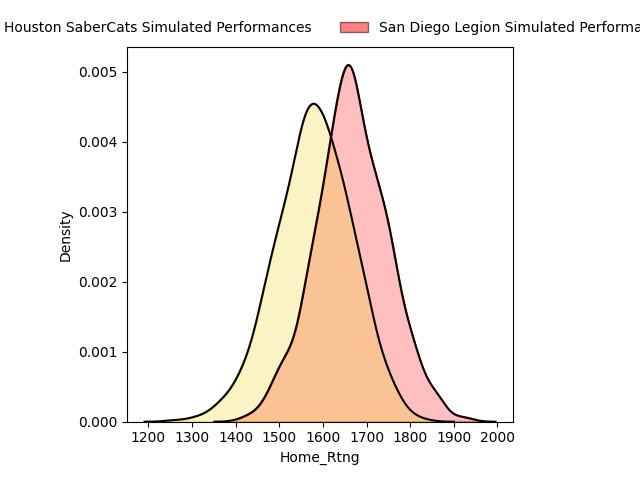 Houston SaberCats Simulated Performances
San Diego Legion Simulated Performa
0.005
0.004
0.003
0.002
0.001
0.000
Density
1200 1300 1400 1500 1600 1700 1800 1900 2000
Home_Rtng